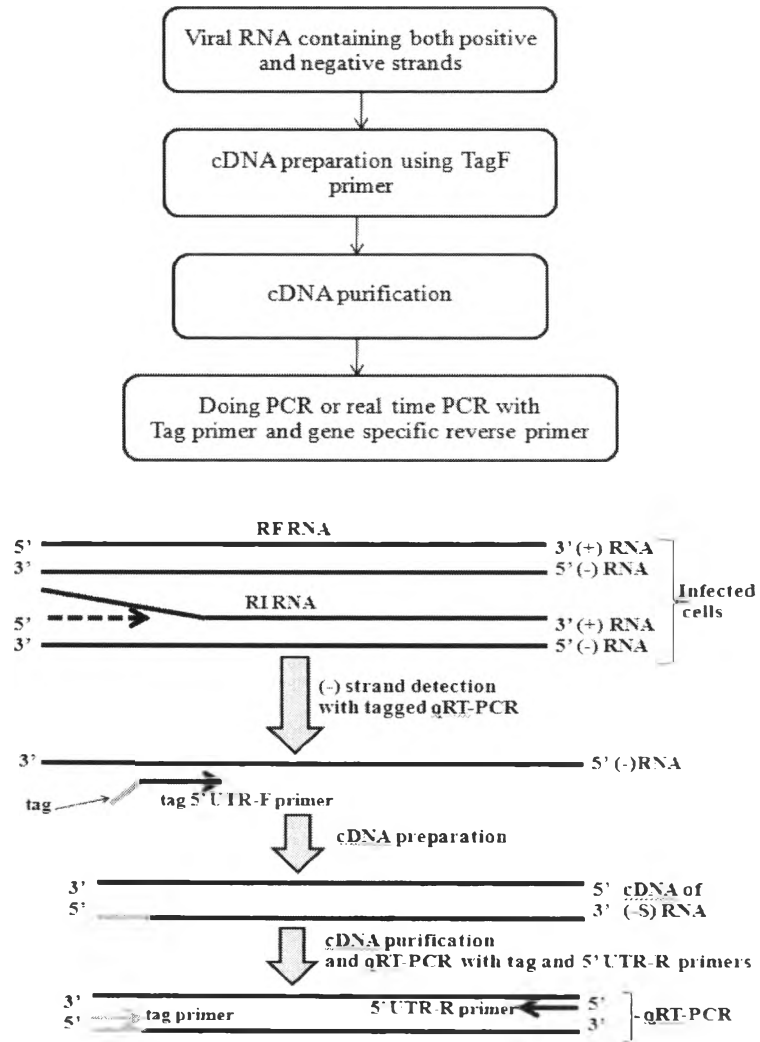 Viral RNA containing both positive
and negative strands
cDNA preparation using TagF
primer
cDNA purification
Doing PCR or real time PCR with
Tag primer and gene specific reverse primer
RF RNA
5' 3' (+) RNA
3' 5' (-) RNA
RI RNA
5' 3' (+) RNA
3' 5' (-) RNA
Infected
cells
(-) strand detection
with tagged qRT-PCR
3' 5' (-)RNA
tag tag 5' UTR-F primer
cDNA preparation
3' 5' cDNA of
5' 3' (-S) RNA
cDNA purification
and qRT-PCR with tag and 5' UTR-R primers
3' 5' UTR-R primer 5'
5' tag primer 3'
qRT-PCR